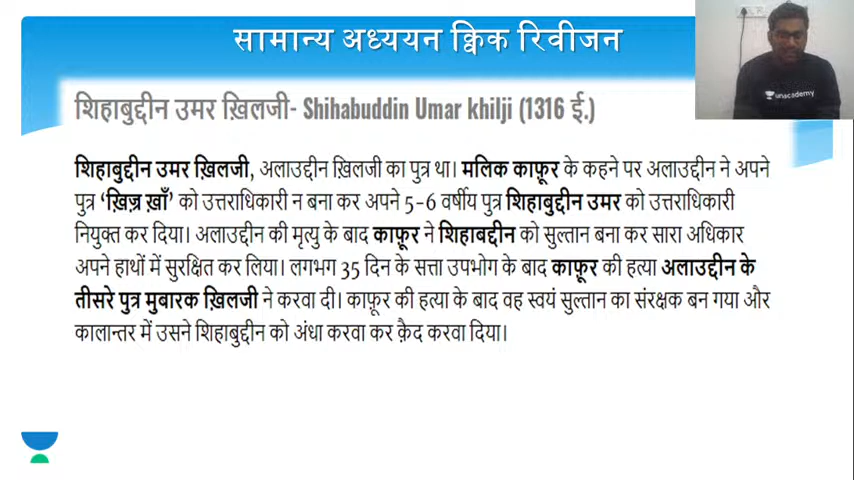 सामान्य अध्ययन क्विक रिवीजन
शिहाबुद्दीन उमर ख़िलजी- Shihabuddin Umar khilji (1316 ई.)
शिहाबुद्दीन उमर ख़िलजी, अलाउद्दीन ख़िलजी का पुत्र था। मलिक काफ़ूर के कहने पर अलाउद्दीन ने अपने
पुत्र ‘ख़िज़्र ख़ाँ’ को उत्तराधिकारी न बना कर अपने 5-6 वर्षीय पुत्र शिहाबुद्दीन उमर को उत्तराधिकारी
नियुक्त कर दिया। अलाउद्दीन की मृत्यु के बाद काफ़ूर ने शिहाबद्दीन को सुल्तान बना कर सारा अधिकार
अपने हाथों में सुरक्षित कर लिया। लगभग 35 दिन के सत्ता उपभोग के बाद काफ़ूर की हत्या अलाउद्दीन के
तीसरे पुत्र मुबारक ख़िलजी ने करवा दी। काफ़ूर की हत्या के बाद वह स्वयं सुल्तान का संरक्षक बन गया और
कालान्तर में उसने शिहाबुद्दीन को अंधा करवा कर क़ैद करवा दिया।
unacademy